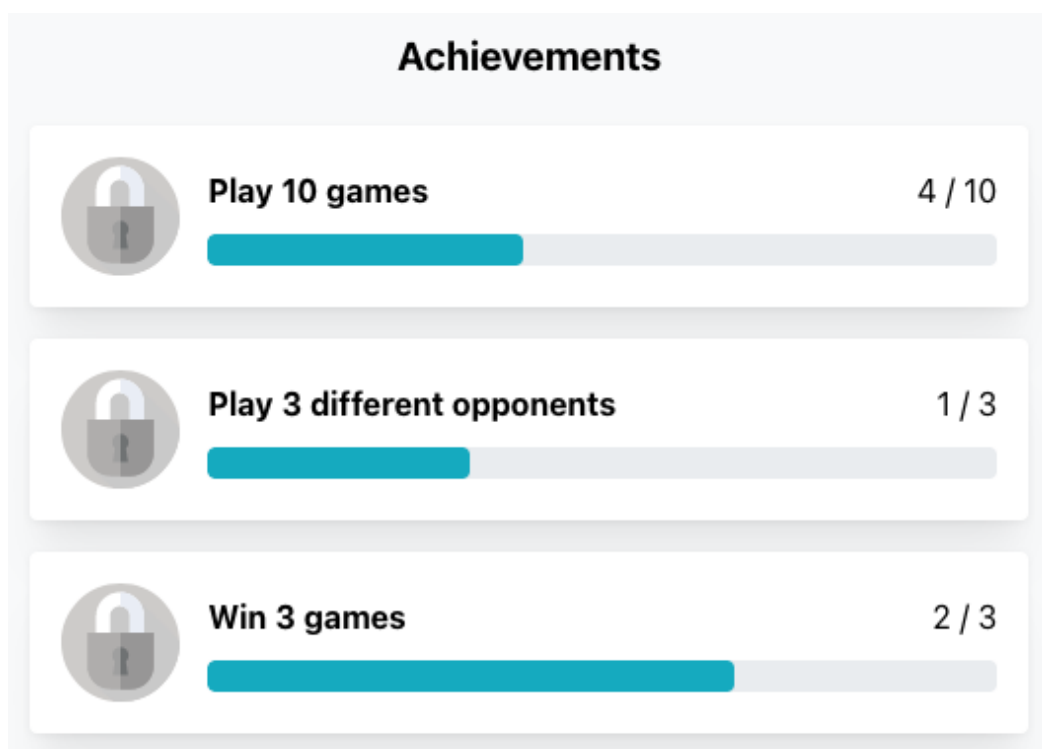 Achievements
Play 10 games 4 / 10
Play 3 different opponents 1 / 3
Win 3 games 2 / 3